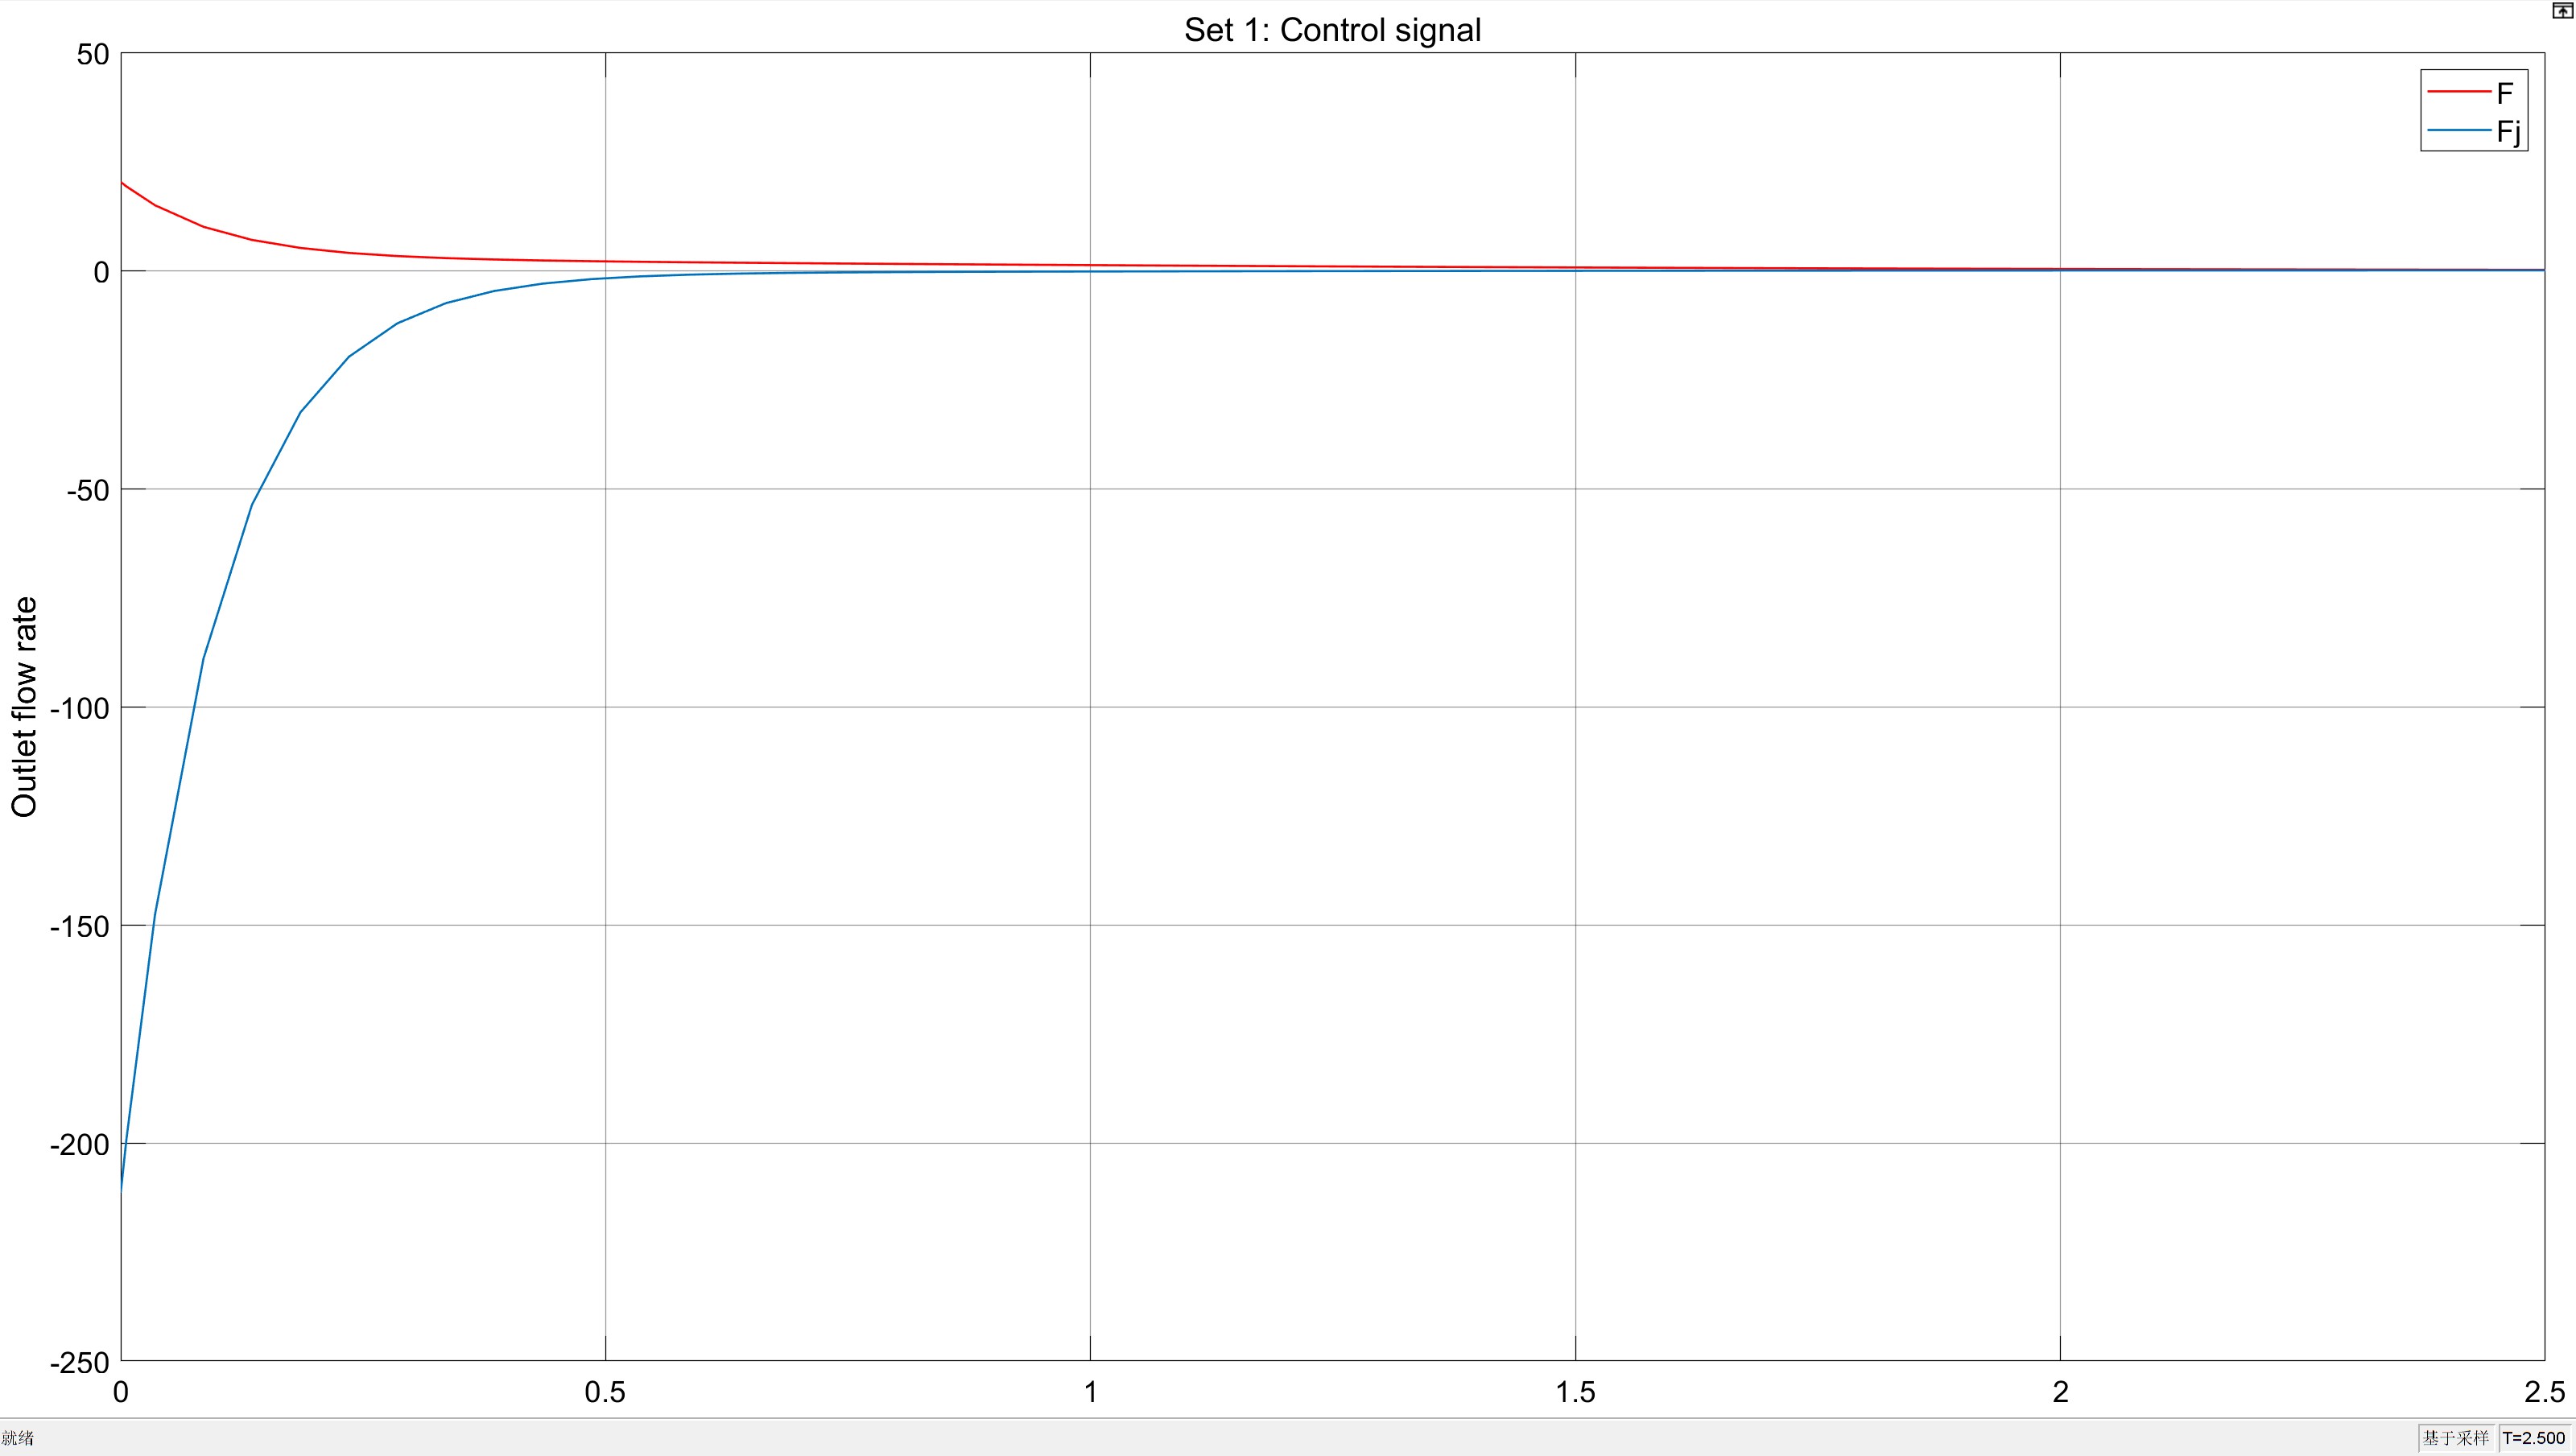 Set 1: Control signal
F
Fj
50
0
-50
-100
-150
-200
-250
Outlet flow rate
0 0.5 1 1.5 2 2.5
就绪 基于采样 T=2.500